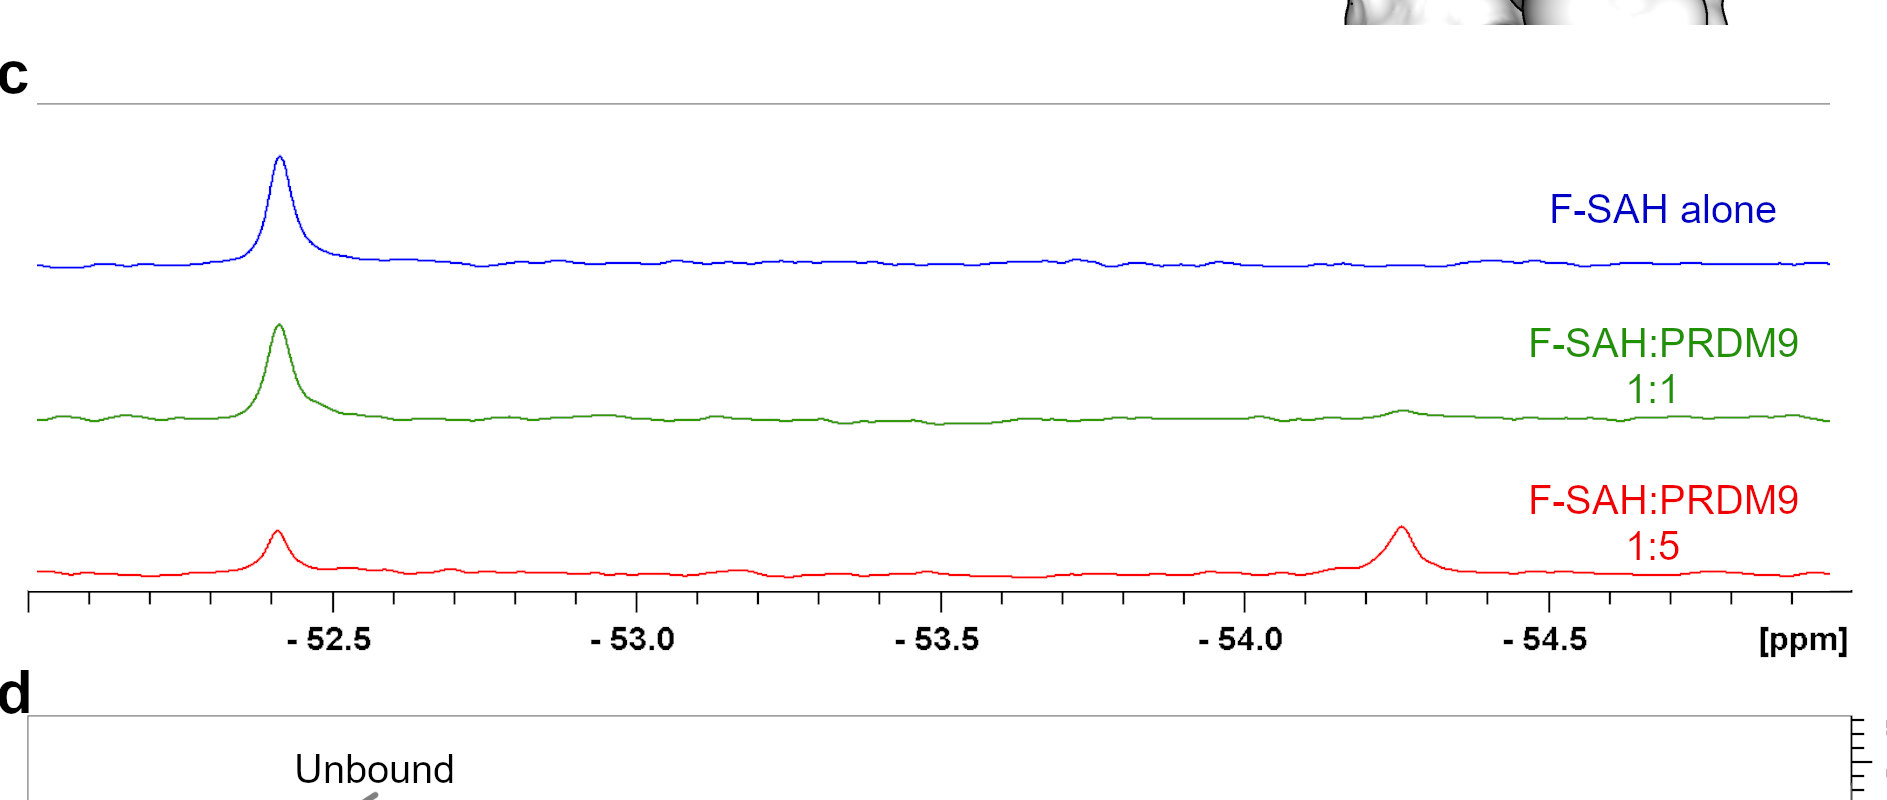 c
F-SAH alone
F-SAH:PRDM9
1:1
F-SAH:PRDM9
1:5
- 52.5 - 53.0 - 53.5 - 54.0 - 54.5 [ppm]
d
Unbound